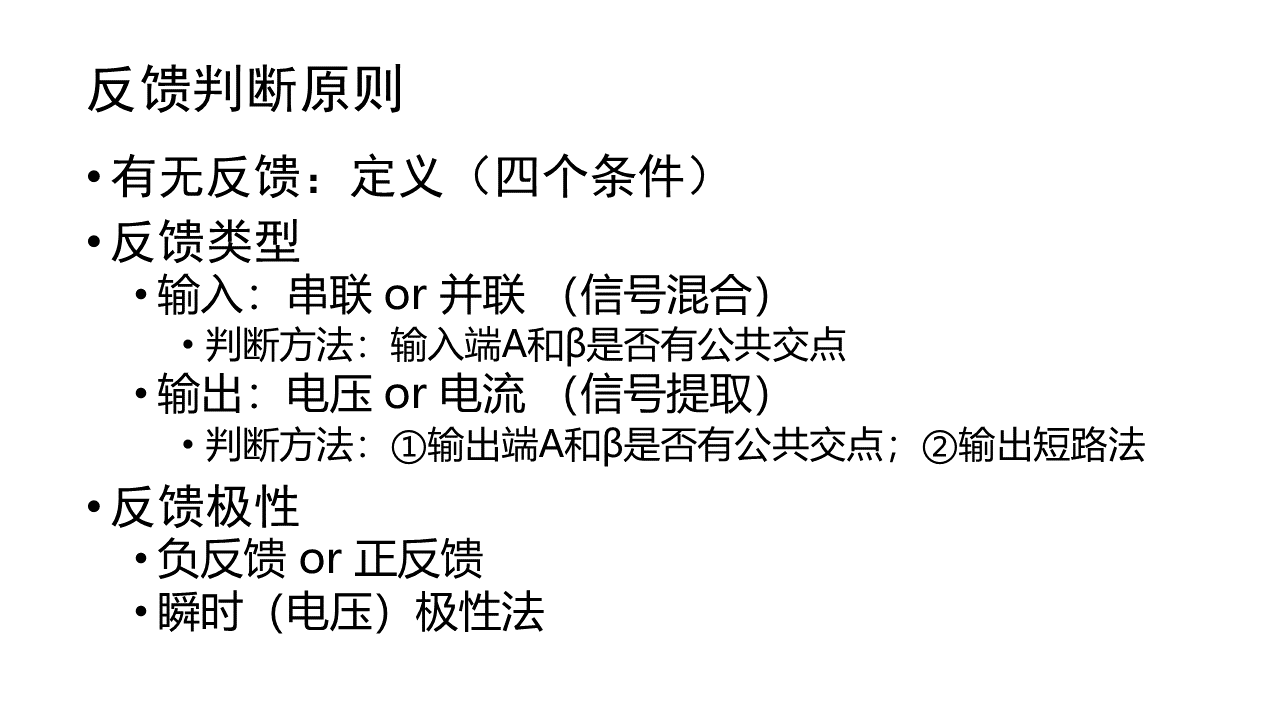 反馈判断原则
•有无反馈：定义（四个条件）
•反馈类型
•输入：串联 or 并联 （信号混合）
•判断方法：输入端A和β是否有公共交点
•输出：电压 or 电流 （信号提取）
•判断方法：①输出端A和β是否有公共交点；②输出短路法
•反馈极性
•负反馈 or 正反馈
•瞬时（电压）极性法